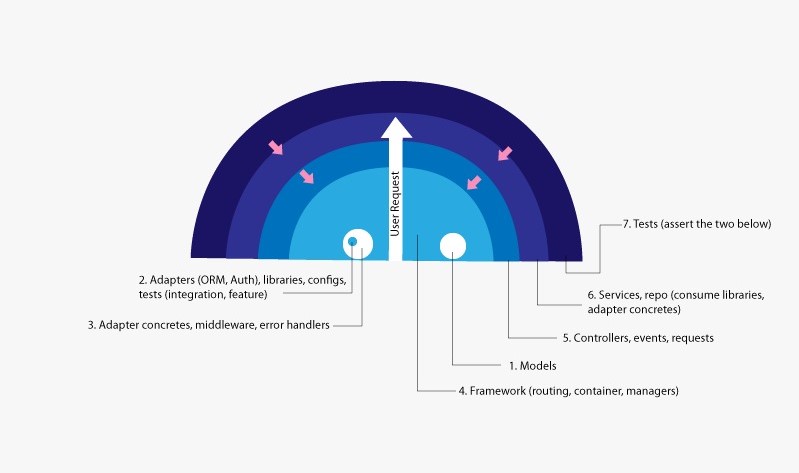 User Request
7. Tests (assert the two below)
2. Adapters (ORM, Auth), libraries, configs,
tests (integration, feature)
6. Services, repo (consume libraries,
adapter concretes)
3. Adapter concretes, middleware, error handlers
5. Controllers, events, requests
1. Models
4. Framework (routing, container, managers)